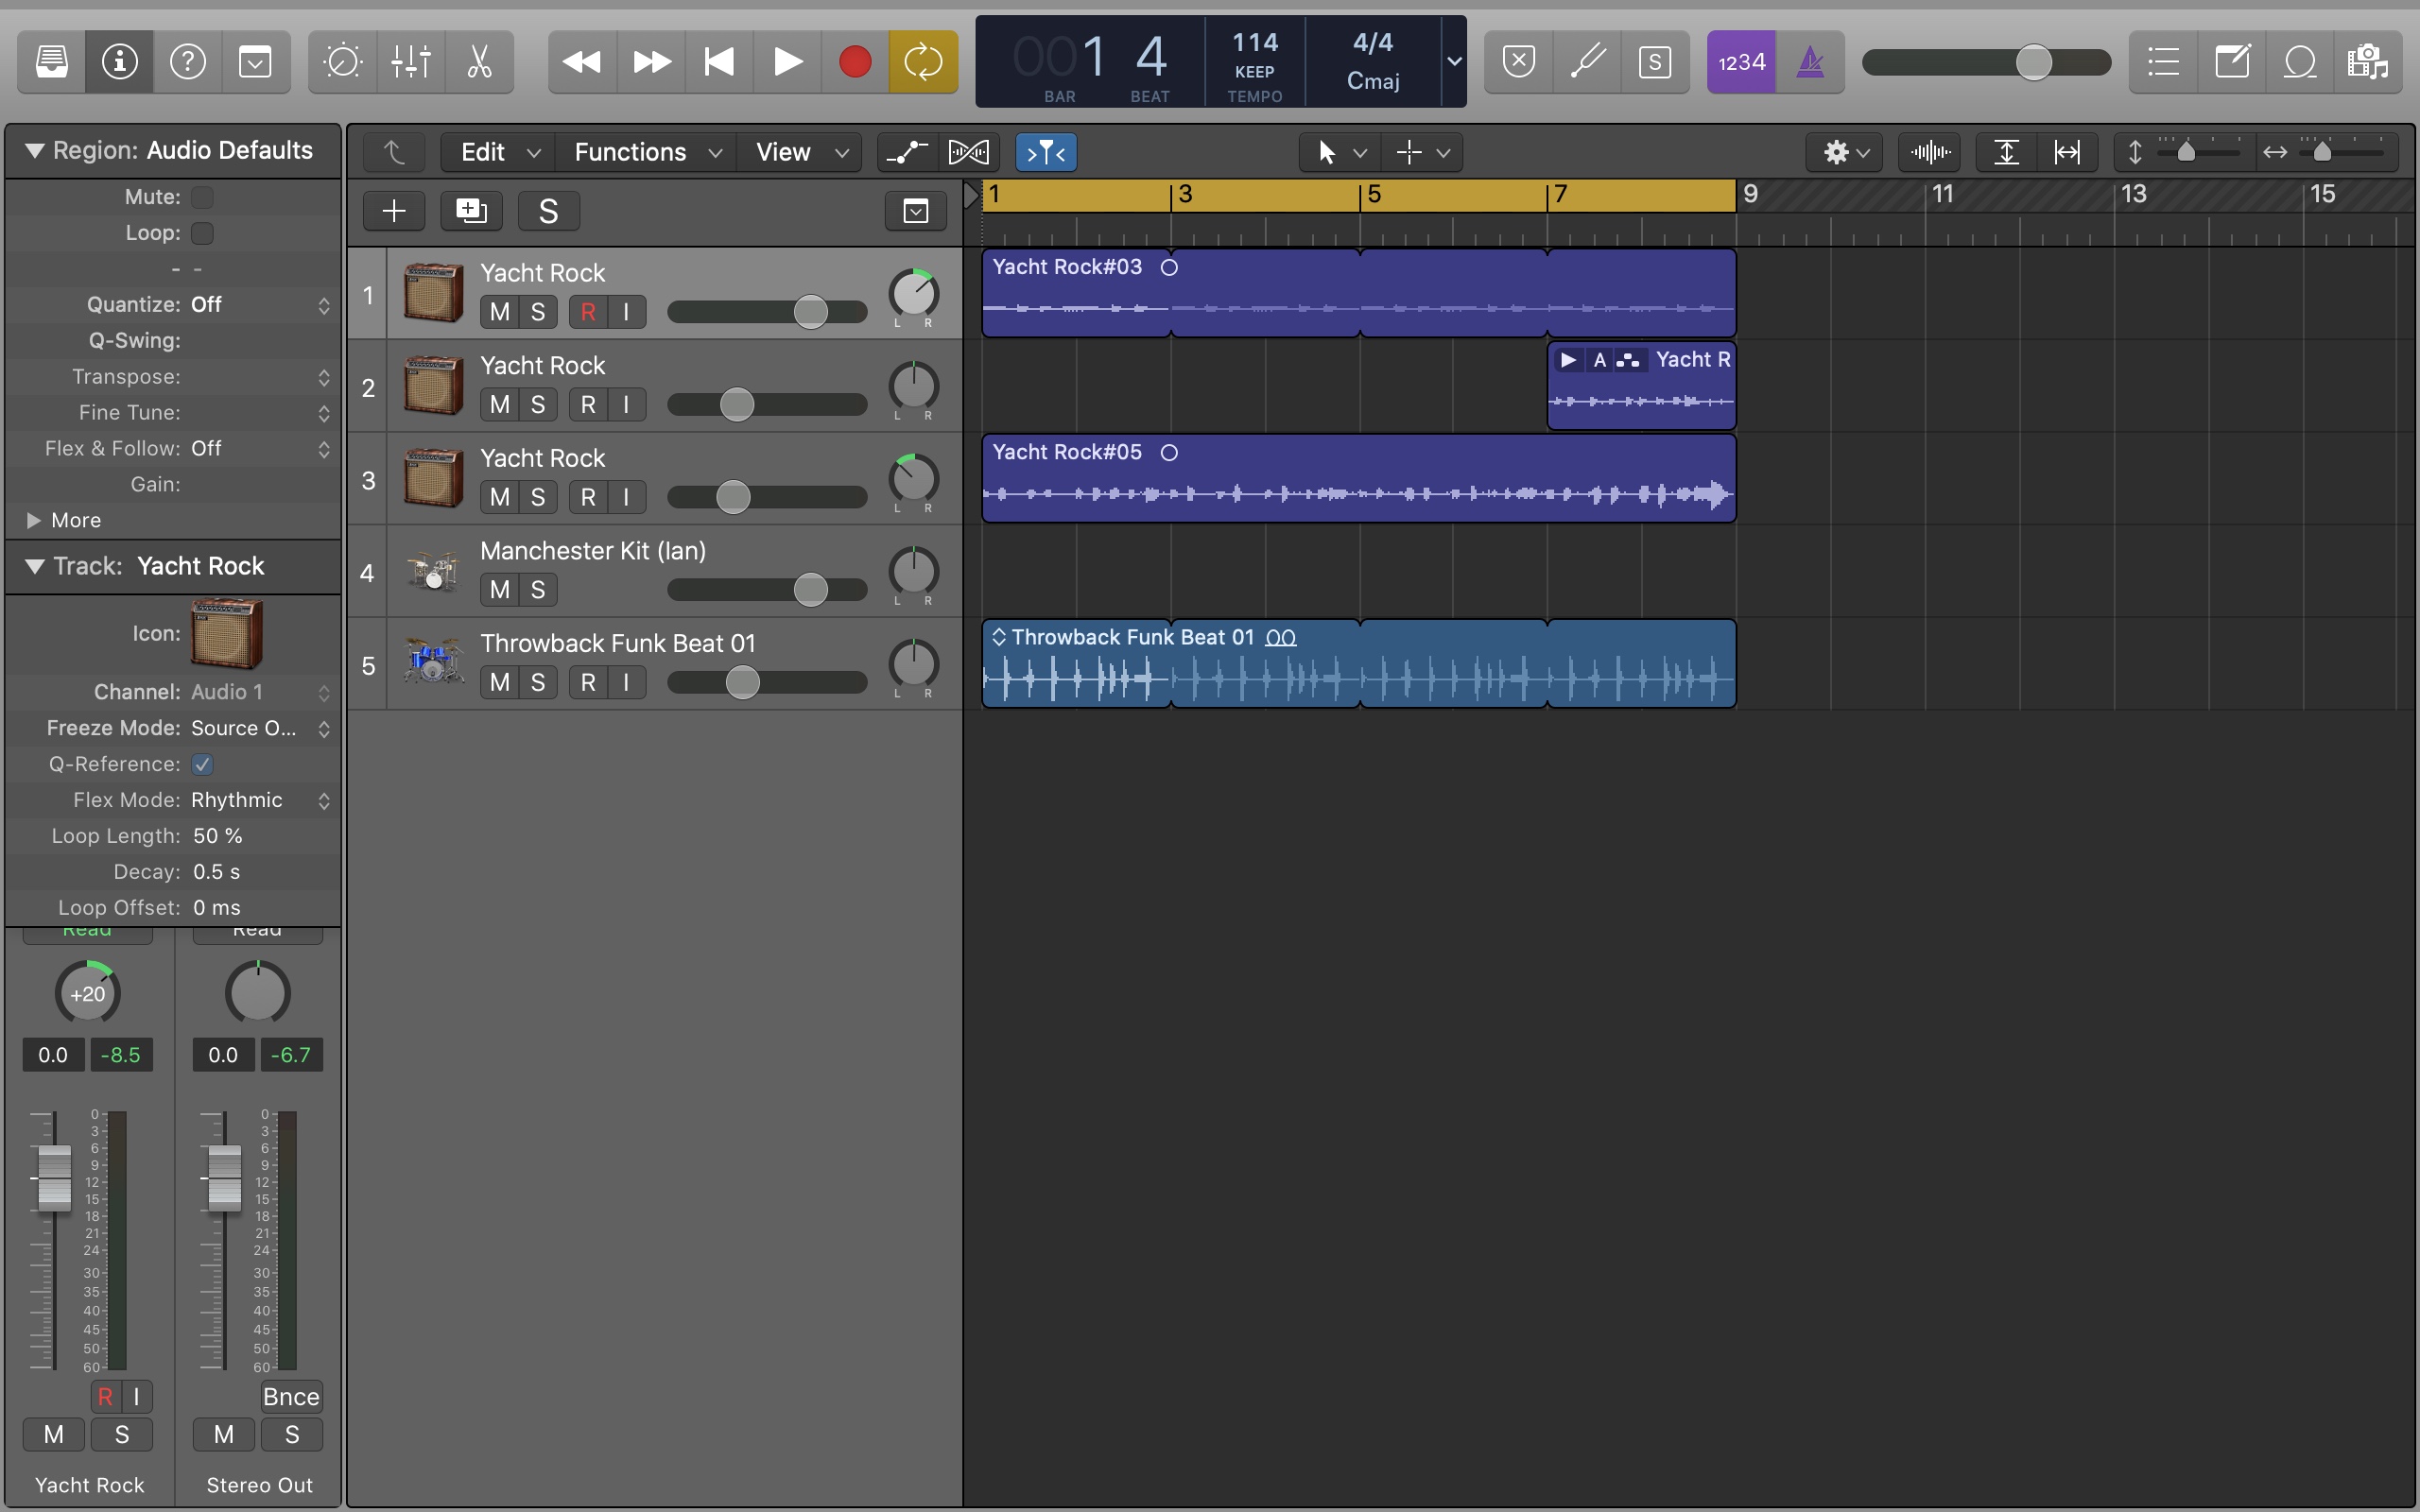 001 4 114 4/4
KEEP Cmaj
BAR BEAT TEMPO
S 1234
Region: Audio Defaults
Mute:
Loop:
- -
Quantize: Off
Q-Swing:
Transpose:
Fine Tune:
Flex & Follow: Off
Gain:
More
Track: Yacht Rock
Icon:
Channel: Audio 1
Freeze Mode: Source O...
Q-Reference:
Flex Mode: Rhythmic
Loop Length: 50 %
Decay: 0.5 s
Loop Offset: 0 ms
Read Read
+20
0.0 -8.5 0.0 -6.7
0 0
3 3
6 6
9 9
12 12
15 15
18 18
21 21
24 24
30 30
35 35
40 40
45 45
50 50
60 60
R I Bnce
M S M S
Yacht Rock Stereo Out
Edit Functions View
S
1 3 5 7 9 11 13 15
1 Yacht Rock
M S R I L R
Yacht Rock#03
2 Yacht Rock
M S R I L R
A Yacht R
3 Yacht Rock
M S R I L R
Yacht Rock#05
4 Manchester Kit (Ian)
M S L R
5 Throwback Funk Beat 01
M S R I L R
Throwback Funk Beat 01